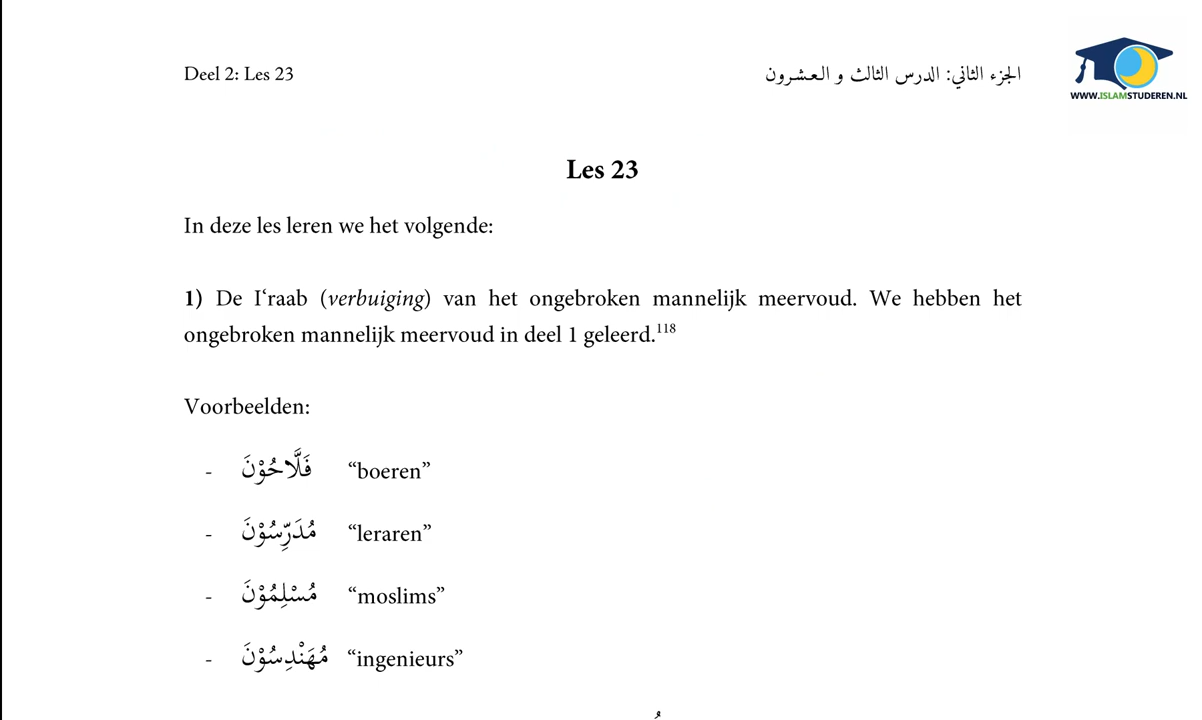 Deel 2: Les 23
الجزء الثاني: الدرس الثالث و العشرون
WWW.ISLAMSTUDEREN.NL
Les 23
In deze les leren we het volgende:
1) De I‘raab (verbuiging) van het ongebroken mannelijk meervoud. We hebben het
ongebroken mannelijk meervoud in deel 1 geleerd.118
Voorbeelden:
- فَلَّاحُوْنَ “boeren”
- مُدَرِّسُوْنَ “leraren”
- مُسْلِمُوْنَ “moslims”
- مُهَنْدِسُوْنَ “ingenieurs”